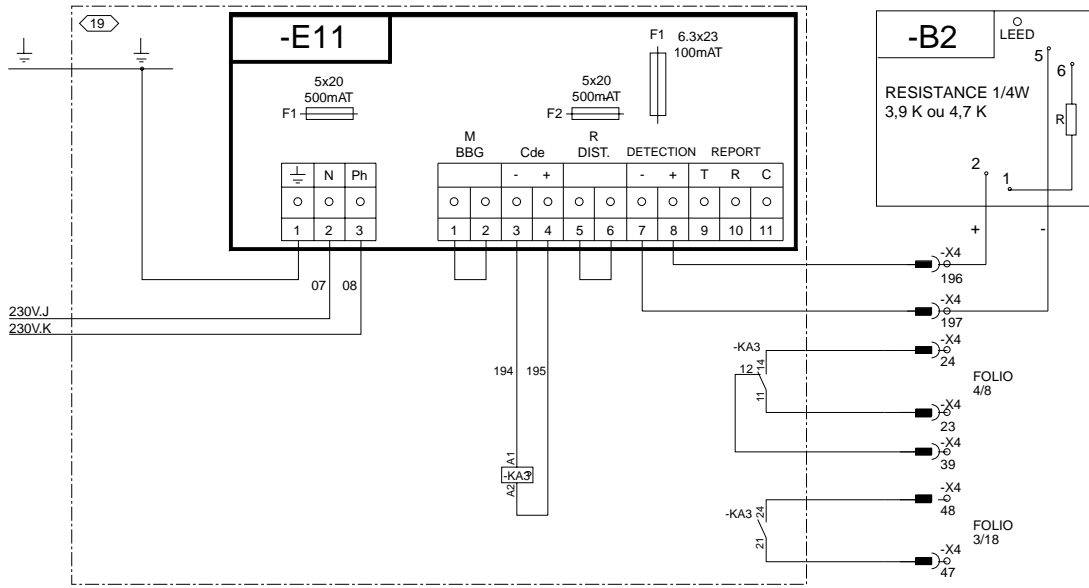 19
-E11
F1
6.3x23
100mAT
-B2
LEED
5
6
5x20
500mAT
F1
5x20
500mAT
F2
RESISTANCE 1/4W
3,9 K ou 4,7 K
R
M
BBG
Cde
R
DIST.
DETECTION
REPORT
N
Ph
-
+
-
+
T
R
C
2
1
1
2
3
1
2
3
4
5
6
7
8
9
10
11
+
-
-X4
196
07
08
230V.J
-X4
197
230V.K
-KA3
-X4
24
14
12
11
194
195
FOLIO
4/8
-X4
23
-X4
39
A1
-KA3
A2
-X4
48
-KA3
24
21
FOLIO
3/18
-X4
47